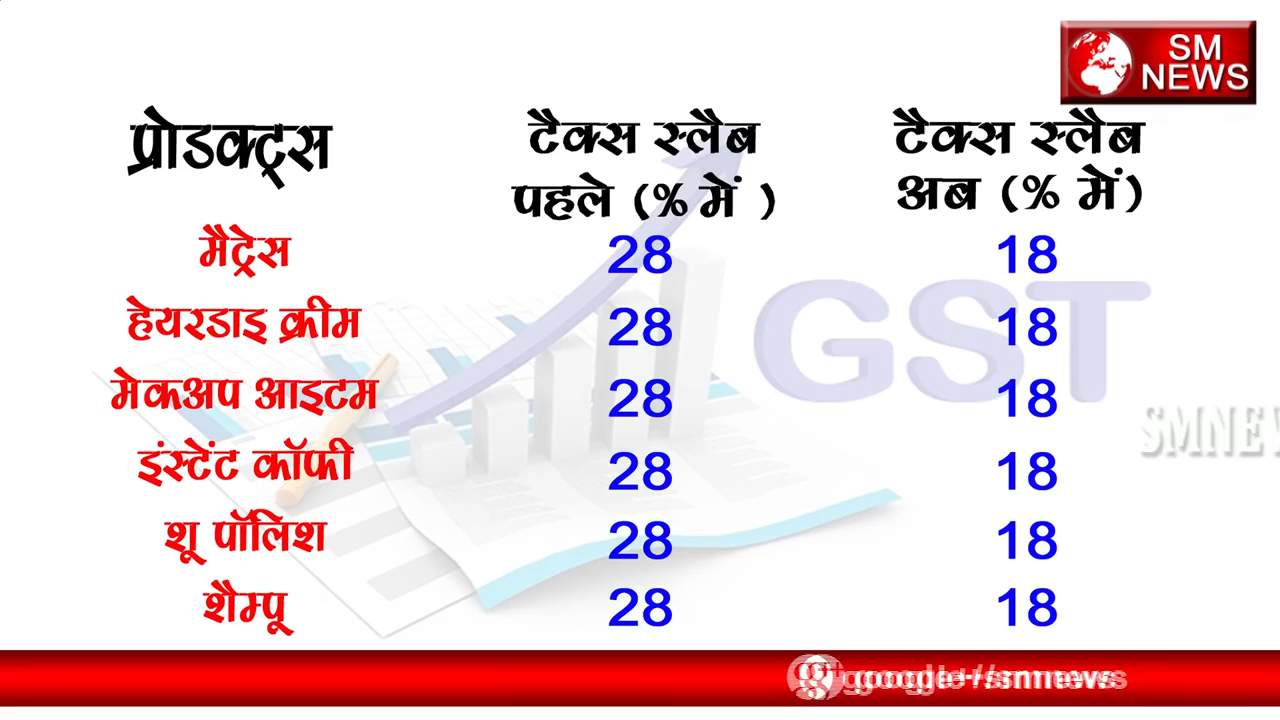 SM
NEWS
प्रोडक्ट्स
टैक्स स्लैब
पहले (% में )
टैक्स स्लैब
अब (% में)
मैट्रेस 28 18
हेयरडाइ क्रीम 28 18
मेकअप आइटम 28 18
इंस्टेंट कॉफी 28 18
शू पॉलिश 28 18
शैम्पू 28 18
GST
SMNEW